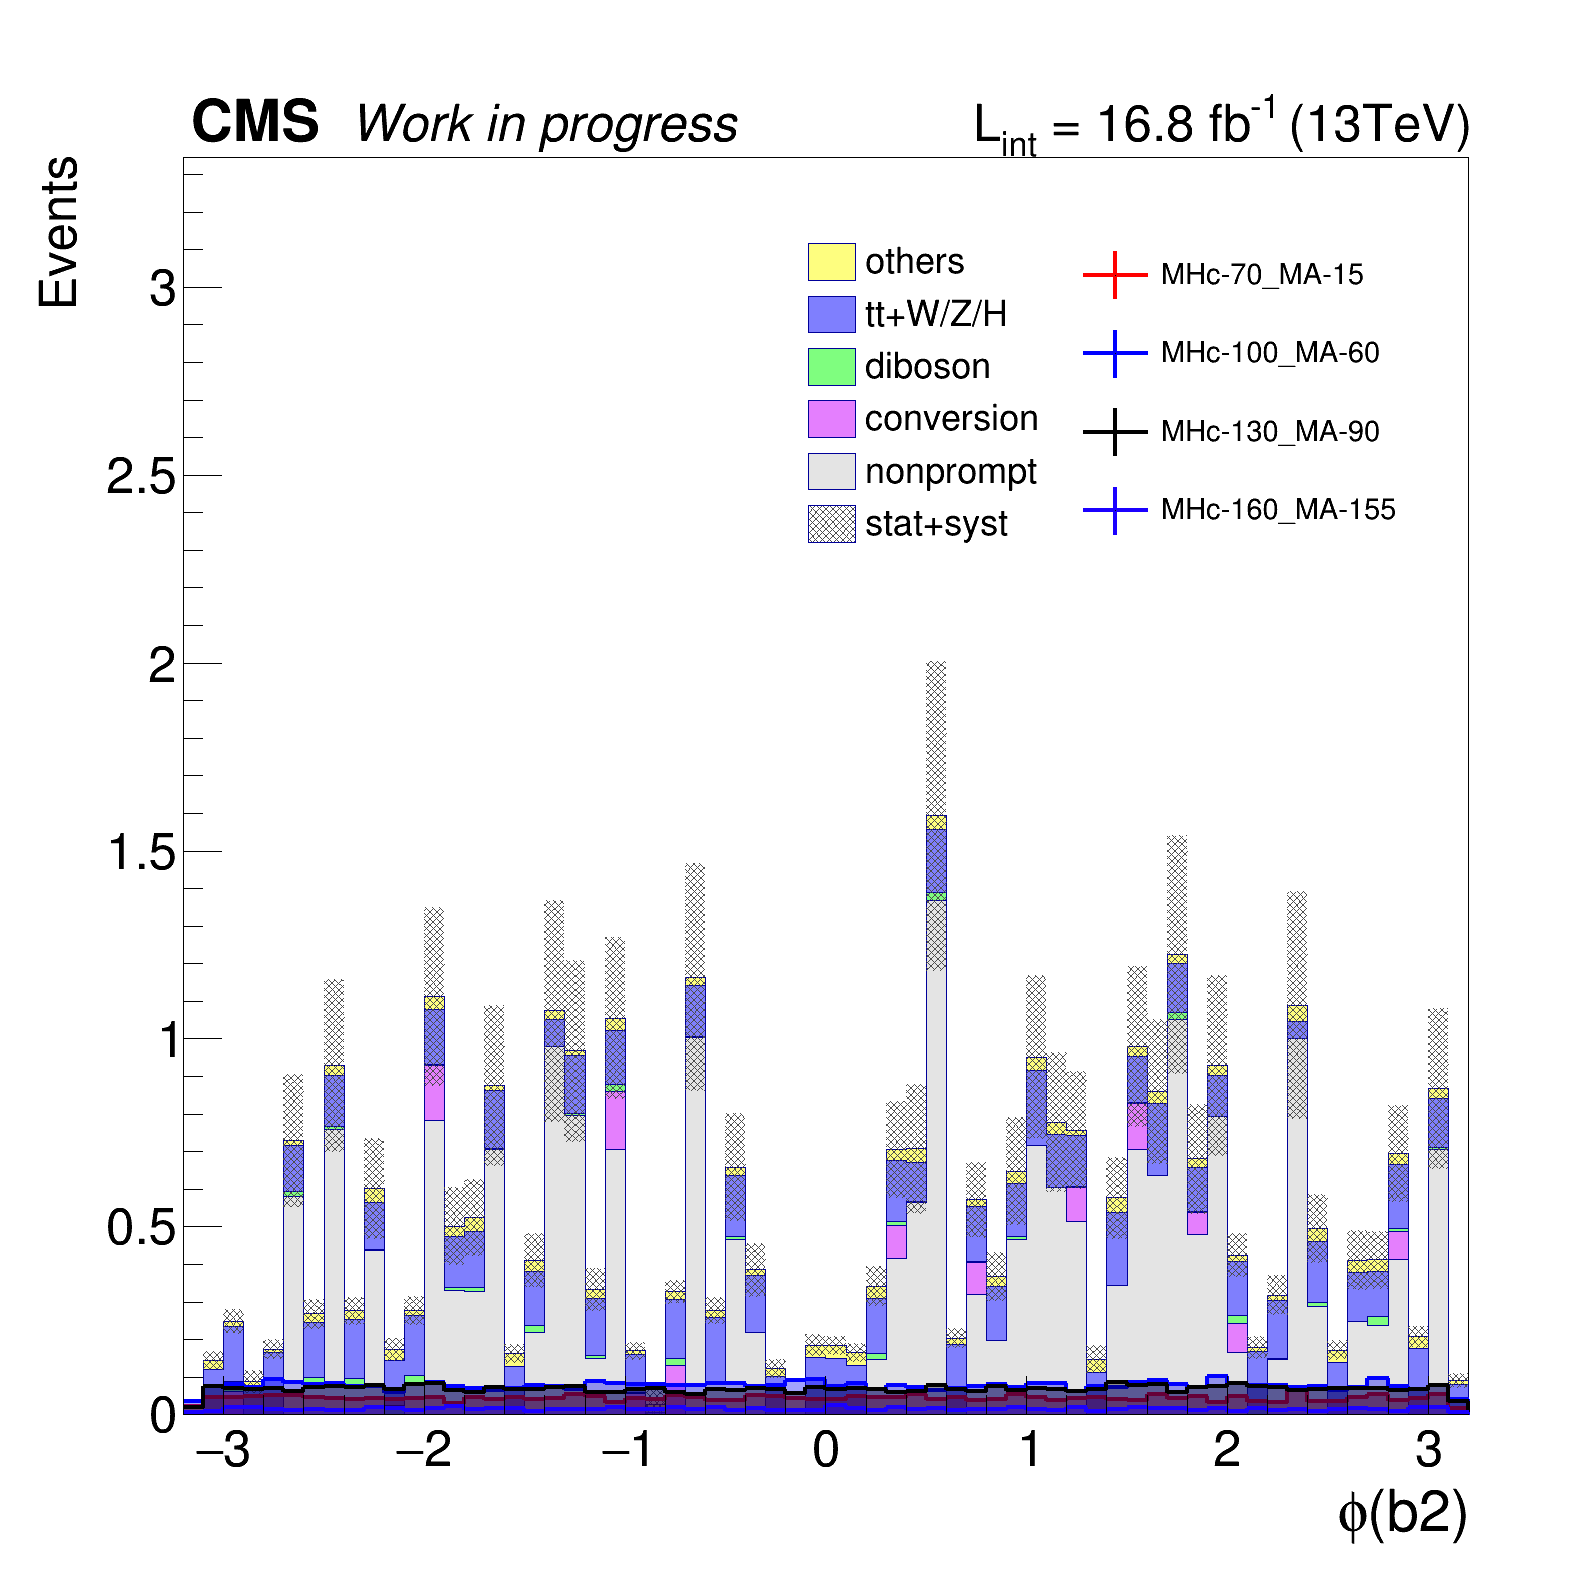 CMS Work in progress
L_int = 16.8 fb^-1 (13TeV)
Events
others
tt+W/Z/H
diboson
conversion
nonprompt
stat+syst
MHc-70_MA-15
MHc-100_MA-60
MHc-130_MA-90
MHc-160_MA-155
3
2.5
2
1.5
1
0.5
0
−3 −2 −1 0 1 2 3
ϕ(b2)